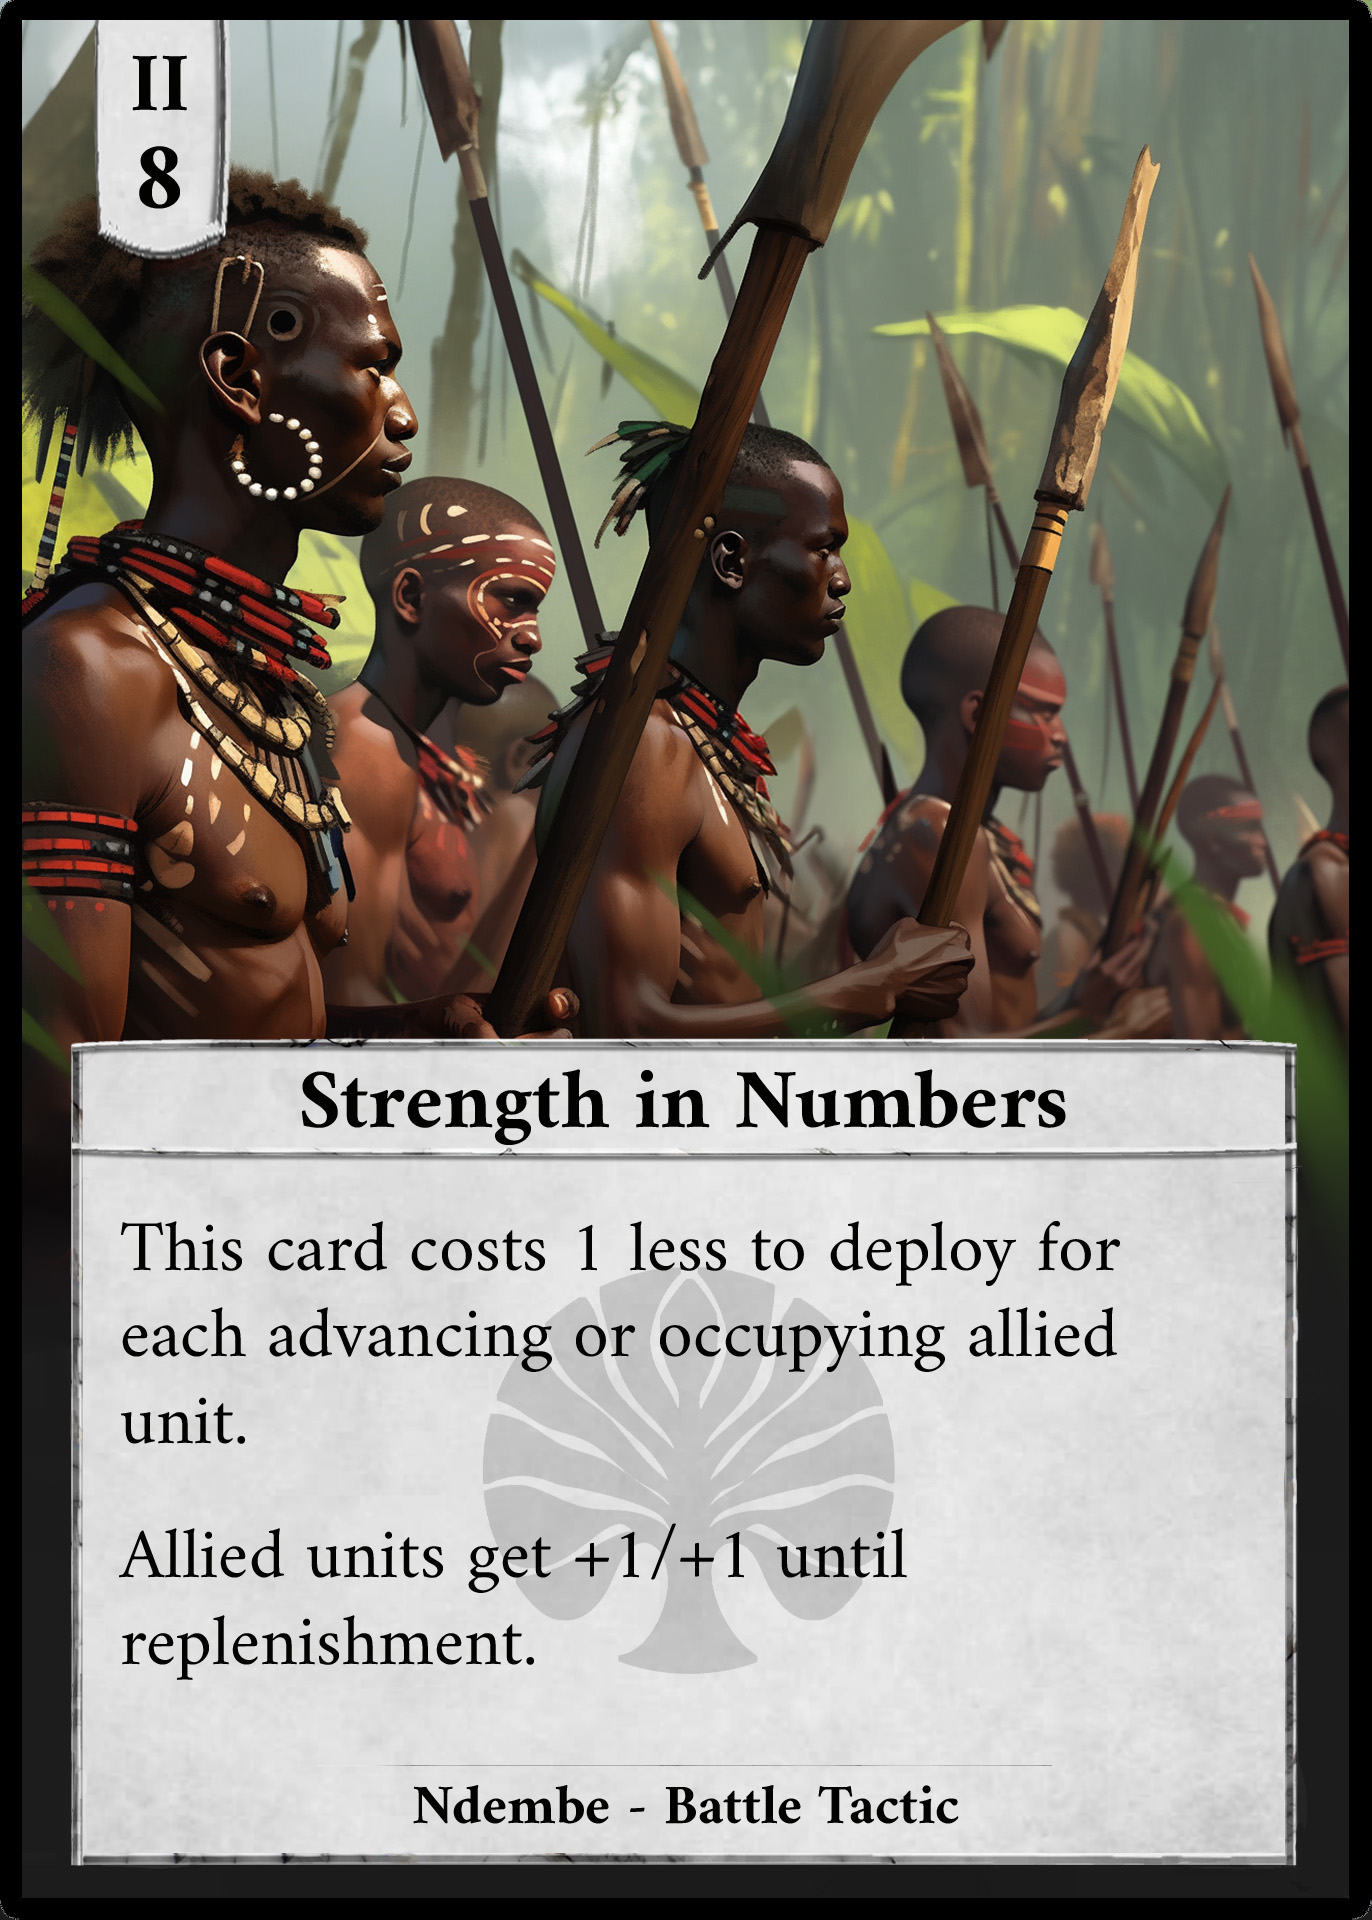 II
8
Strength in Numbers
This card costs 1 less to deploy for
each advancing or occupying allied
unit.
Allied units get +1/+1 until
replenishment.
Ndembe - Battle Tactic